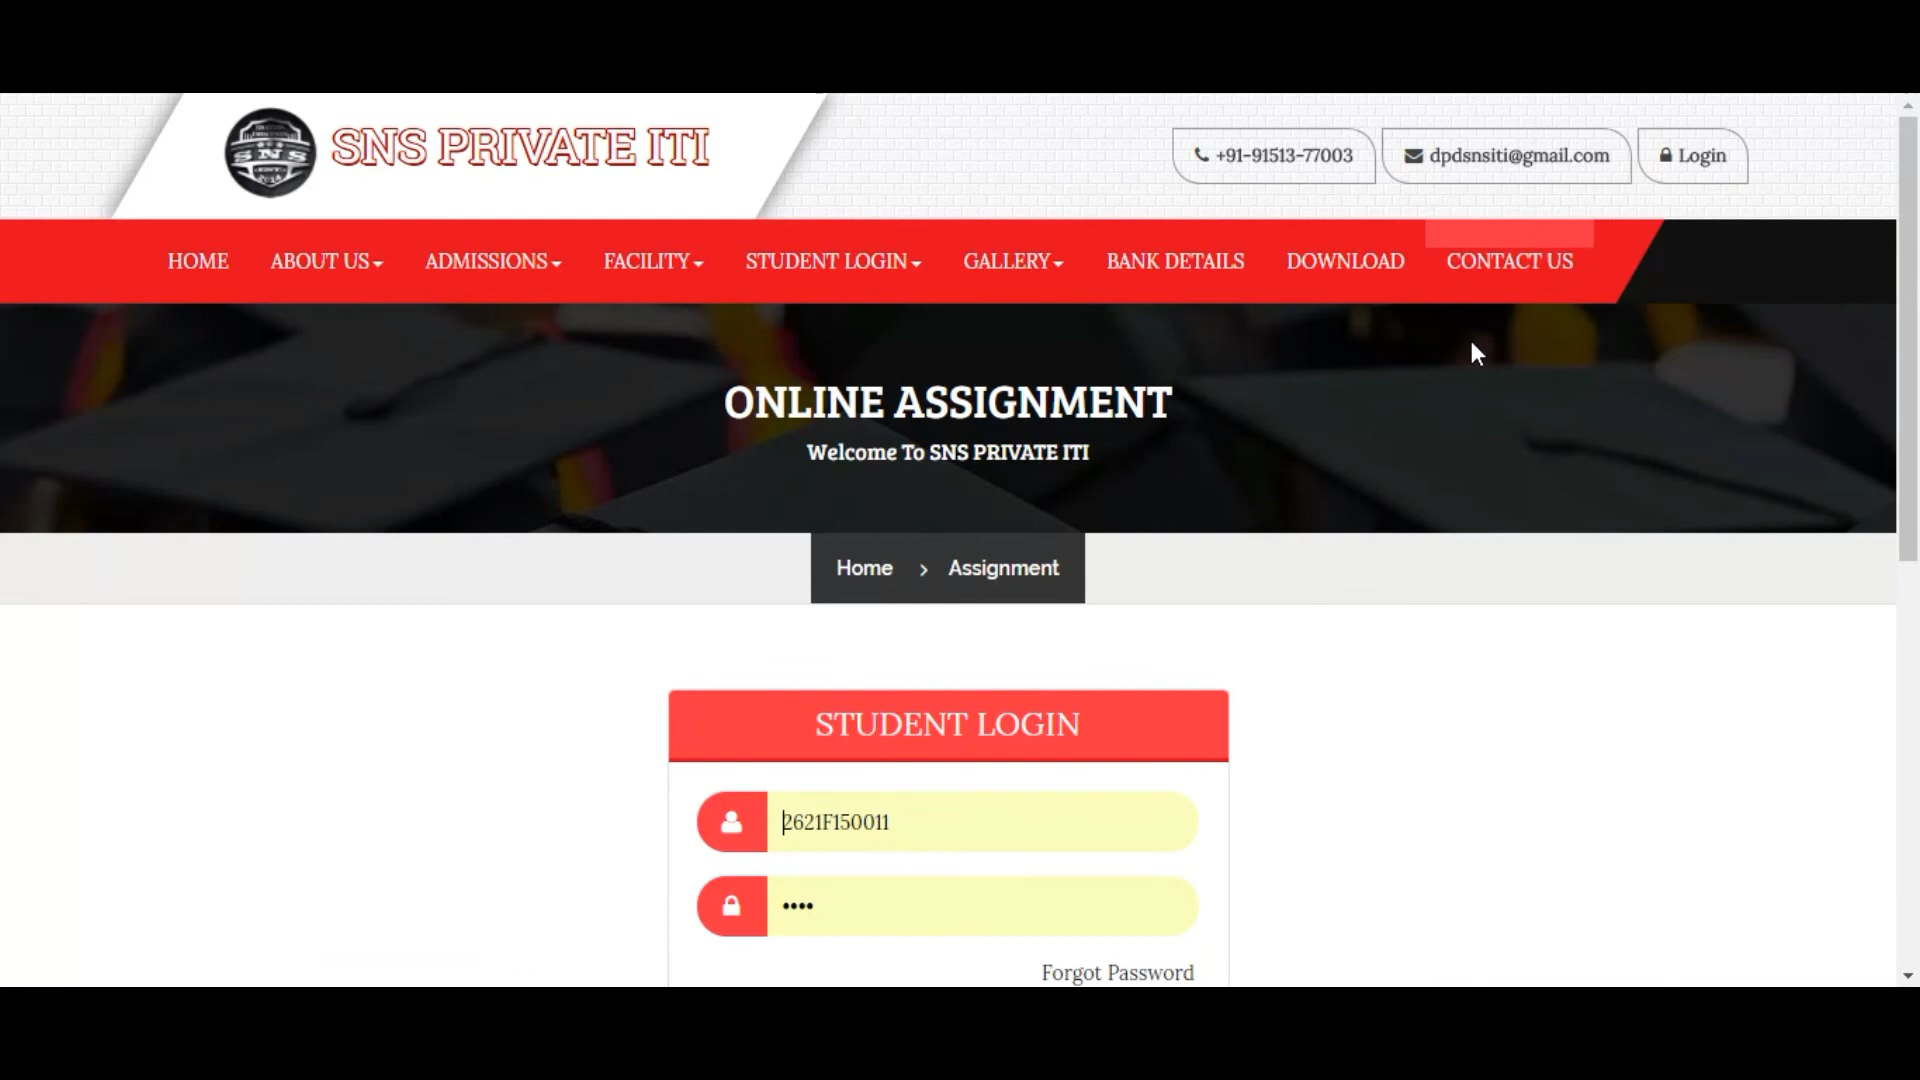 SNS PRIVATE ITI
SNS
+91-91513-77003
dpdsnsiti@gmail.com
Login
HOME
ABOUT US
ADMISSIONS
FACILITY
STUDENT LOGIN
GALLERY
BANK DETAILS
DOWNLOAD
CONTACT US
ONLINE ASSIGNMENT
Welcome To SNS PRIVATE ITI
Home > Assignment
STUDENT LOGIN
2621F150011
••••
Forgot Password